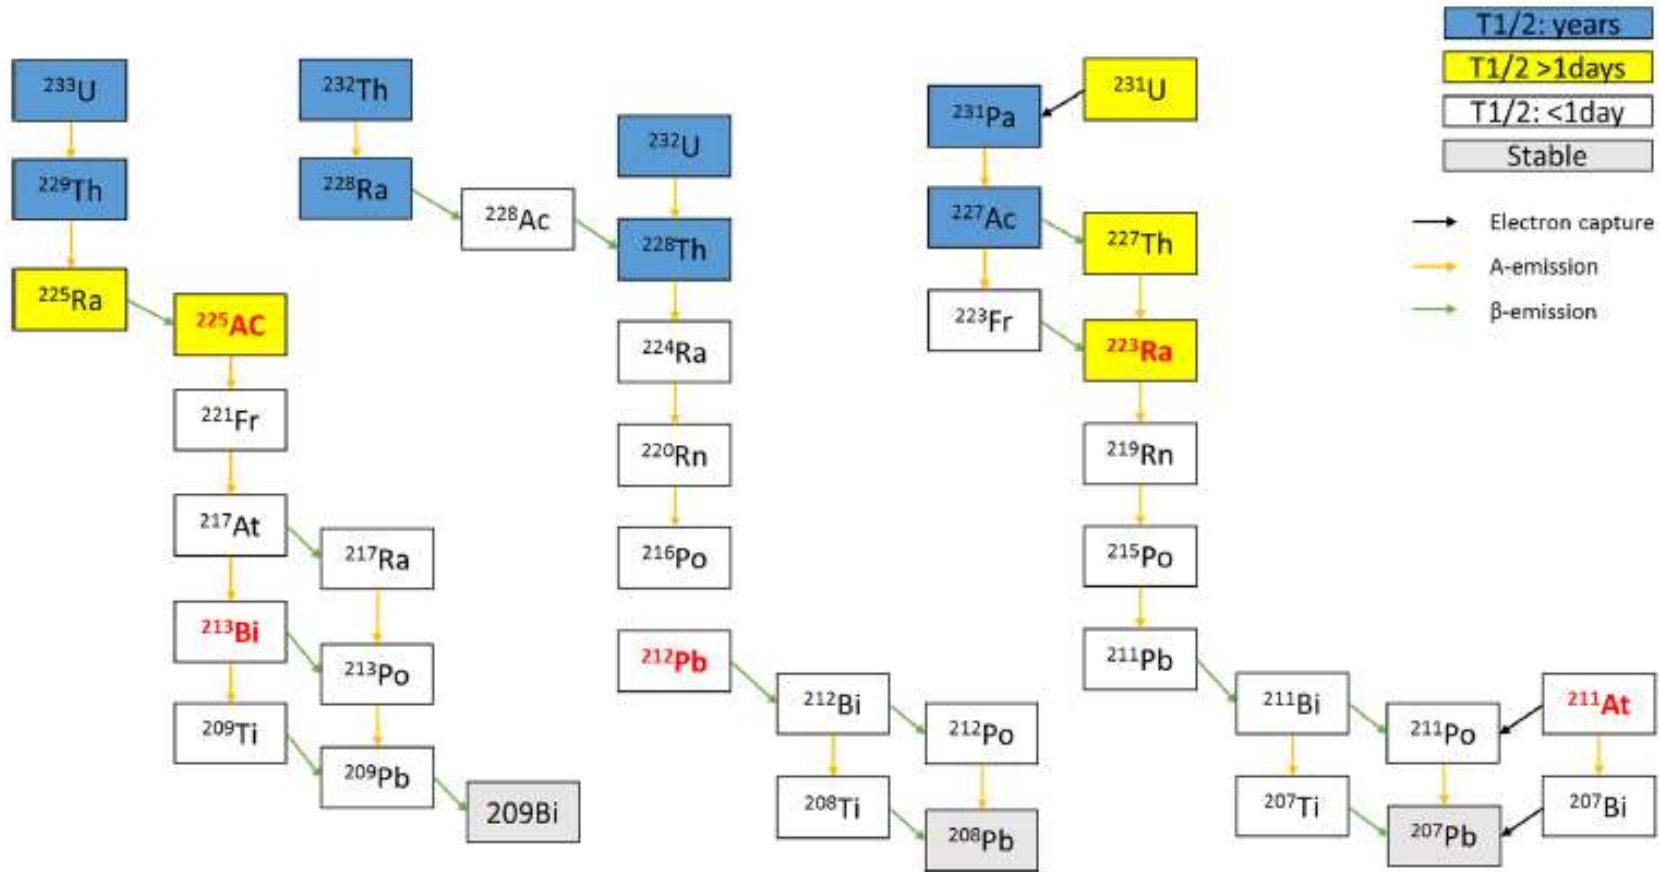 T1/2: years
T1/2 >1days
T1/2: <1day
Stable
Electron capture
A-emission
β-emission
²³³U
²²⁹Th
²²⁵Ra
²²⁵AC
²²¹Fr
²¹⁷At
²¹⁷Ra
²¹³Bi
²¹³Po
²⁰⁹Ti
²⁰⁹Pb
209Bi
²³²Th
²²⁸Ra
²²⁸Ac
²³²U
²²⁸Th
²²⁴Ra
²²⁰Rn
²¹⁶Po
²¹²Pb
²¹²Bi
²¹²Po
²⁰⁸Ti
²⁰⁸Pb
²³¹U
²³¹Pa
²²⁷Ac
²²⁷Th
²²³Fr
²²³Ra
²¹⁹Rn
²¹⁵Po
²¹¹Pb
²¹¹Bi
²¹¹Po
²¹¹At
²⁰⁷Ti
²⁰⁷Pb
²⁰⁷Bi